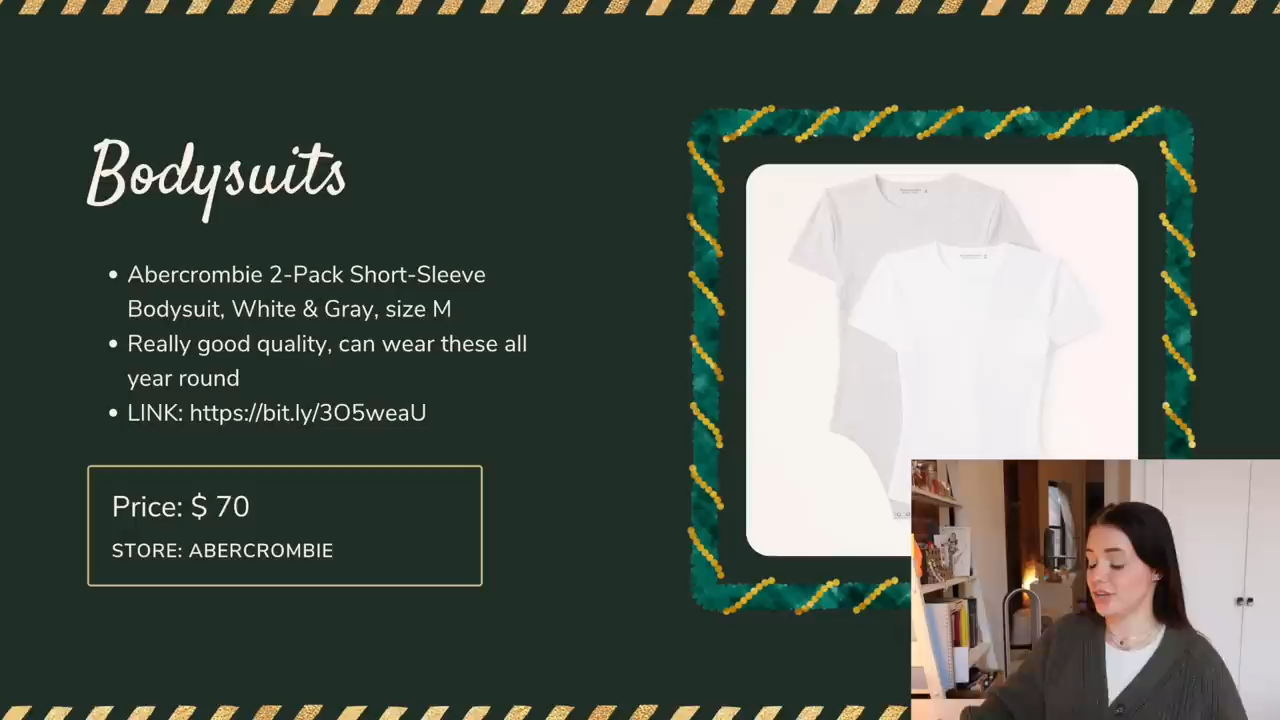 Bodysuits
Abercrombie 2-Pack Short-Sleeve
Bodysuit, White & Gray, size M
Really good quality, can wear these all
year round
LINK: https://bit.ly/3O5weaU
Price: $ 70
STORE: ABERCROMBIE